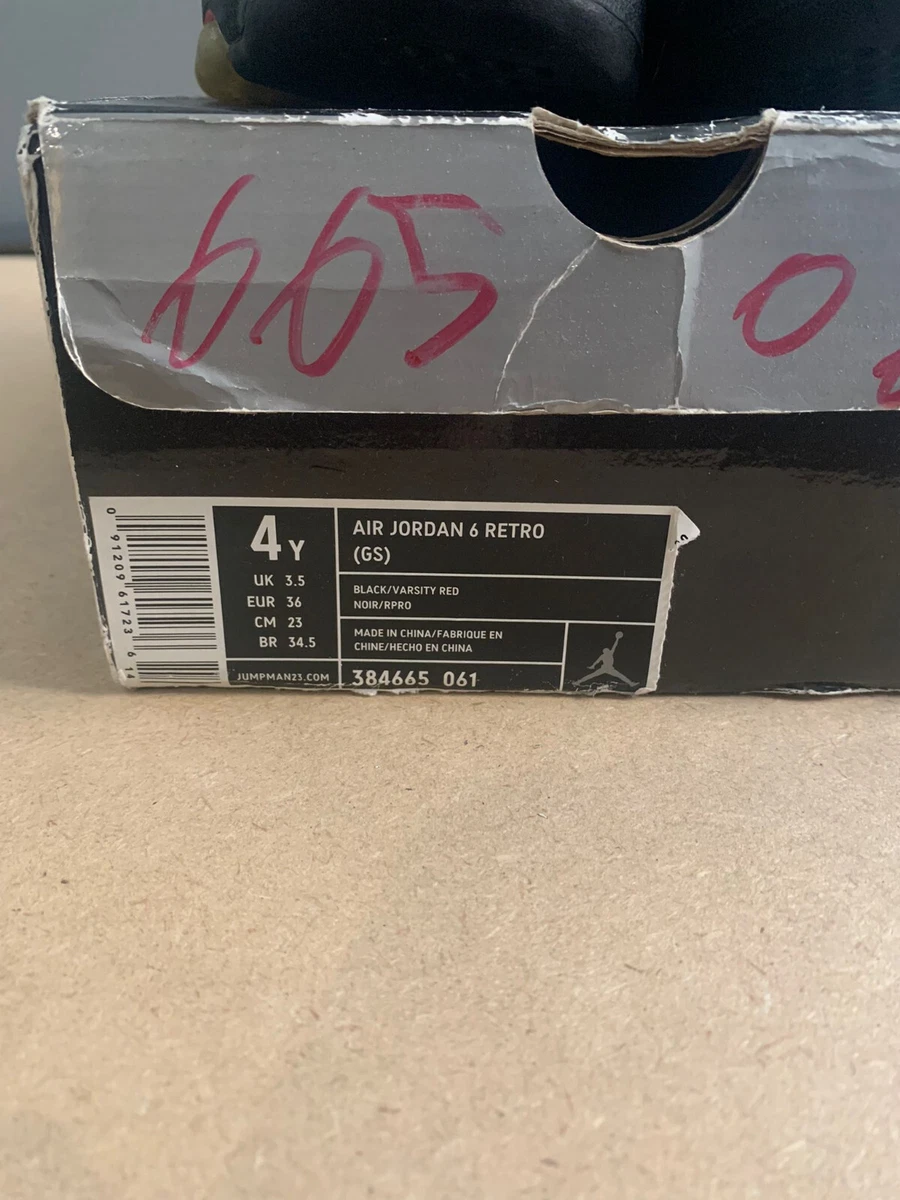 665 0
4Y
UK 3.5
EUR 36
CM 23
BR 34.5
JUMPMAN23.COM
AIR JORDAN 6 RETRO
(GS)
BLACK/VARSITY RED
NOIR/RPRO
MADE IN CHINA/FABRIQUE EN
CHINE/HECHO EN CHINA
384665 061
0 91209 61723 6 14